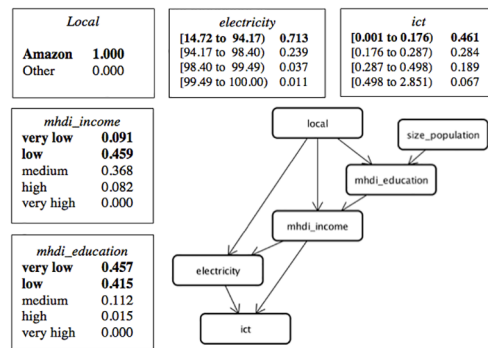 Local
Amazon 1.000
Other 0.000
electricity
[14.72 to 94.17) 0.713
[94.17 to 98.40) 0.239
[98.40 to 99.49) 0.037
[99.49 to 100.00) 0.011
ict
[0.001 to 0.176) 0.461
[0.176 to 0.287) 0.284
[0.287 to 0.498) 0.189
[0.498 to 2.851) 0.067
mhdi_income
very low 0.091
low 0.459
medium 0.368
high 0.082
very high 0.000
mhdi_education
very low 0.457
low 0.415
medium 0.112
high 0.015
very high 0.000
local
size_population
mhdi_education
mhdi_income
electricity
ict